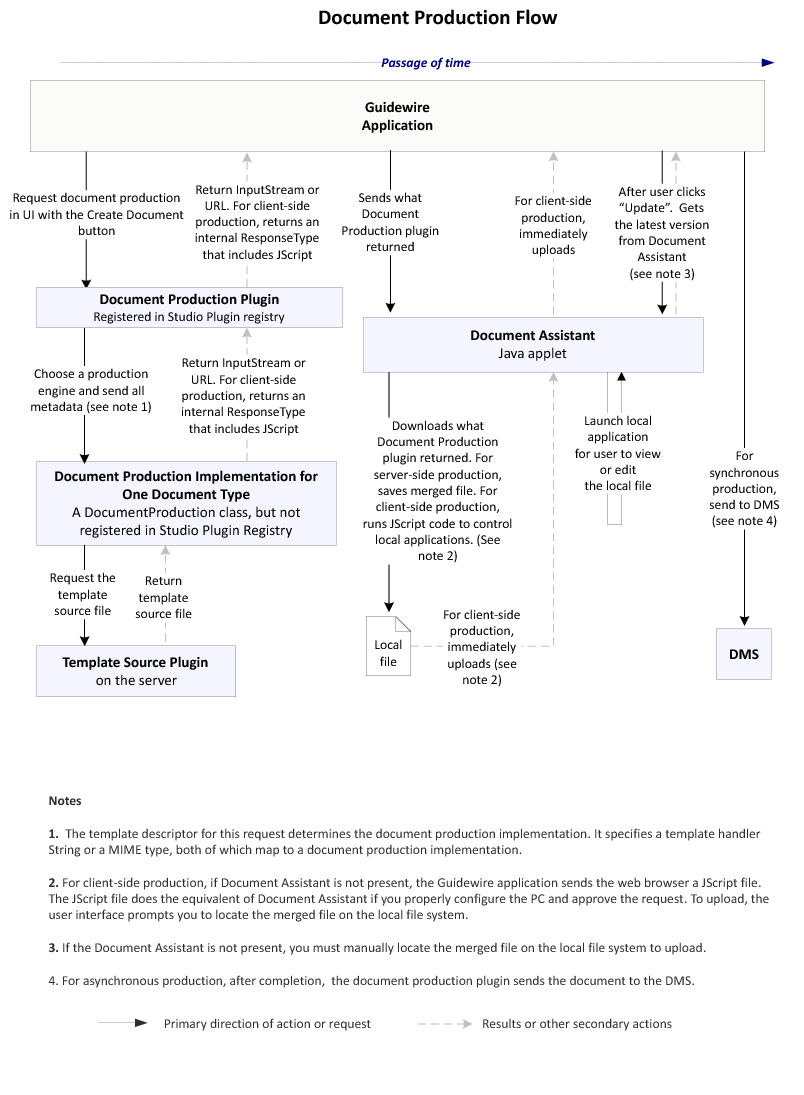 Document Production Flow
Passage of time
Guidewire
Application
Request document production
in UI with the Create Document
button
Return InputStream or
URL. For client-side
production, returns an
internal ResponseType
that includes JScript
Sends what
Document
Production plugin
returned
For client-side
production,
immediately
uploads
After user clicks
“Update”.  Gets
the latest version
from Document
Assistant
(see note 3)
Document Production Plugin
Registered in Studio Plugin registry
Document Assistant
Java applet
Choose a production
engine and send all
metadata (see note 1)
Return InputStream or
URL. For client-side
production, returns an
internal ResponseType
that includes JScript
Downloads what
Document Production
plugin returned. For
server-side production,
saves merged file. For
client-side production,
runs JScript code to control
local applications. (See
note 2)
Launch local
application
for user to view
or edit
the local file
For
synchronous
production,
send to DMS
(see note 4)
Document Production Implementation for
One Document Type
A DocumentProduction class, but not
registered in Studio Plugin Registry
Request the
template
source file
Return
template
source file
Local
file
For client-side
production,
immediately
uploads (see
note 2)
Template Source Plugin
on the server
DMS
Notes
1.  The template descriptor for this request determines the document production implementation. It specifies a template handler
String or a MIME type, both of which map to a document production implementation.
2. For client-side production, if Document Assistant is not present, the Guidewire application sends the web browser a JScript file.
The JScript file does the equivalent of Document Assistant if you properly configure the PC and approve the request. To upload, the
user interface prompts you to locate the merged file on the local file system.
3. If the Document Assistant is not present, you must manually locate the merged file on the local file system to upload.
4. For asynchronous production, after completion,  the document production plugin sends the document to the DMS.
Primary direction of action or request
Results or other secondary actions